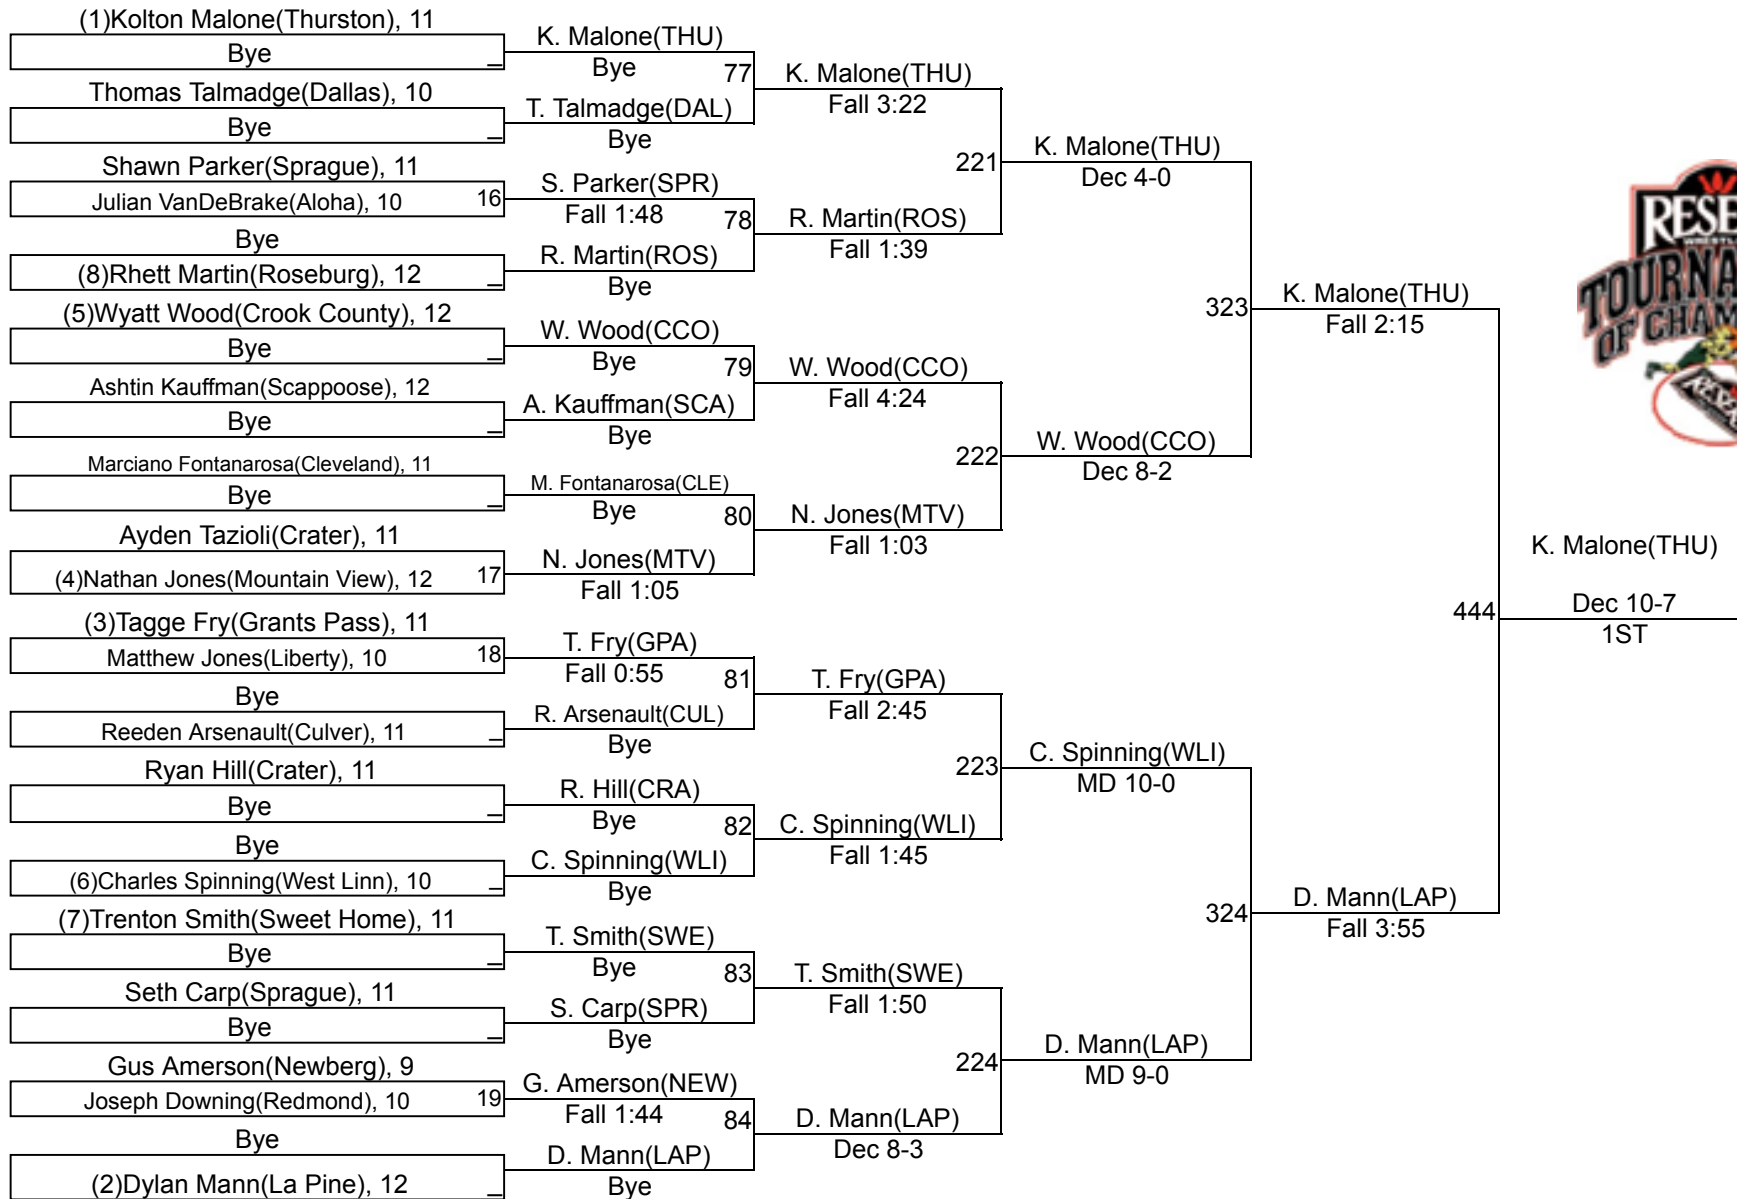 (1)Kolton Malone(Thurston), 11
Bye
_
Thomas Talmadge(Dallas), 10
Bye
_
Shawn Parker(Sprague), 11
Julian VanDeBrake(Aloha), 10
16
Bye
(8)Rhett Martin(Roseburg), 12
_
(5)Wyatt Wood(Crook County), 12
Bye
_
Ashtin Kauffman(Scappoose), 12
Bye
_
Marciano Fontanarosa(Cleveland), 11
Bye
_
Ayden Tazioli(Crater), 11
(4)Nathan Jones(Mountain View), 12
17
(3)Tagge Fry(Grants Pass), 11
Matthew Jones(Liberty), 10
18
Bye
Reeden Arsenault(Culver), 11
_
Ryan Hill(Crater), 11
Bye
_
Bye
(6)Charles Spinning(West Linn), 10
_
(7)Trenton Smith(Sweet Home), 11
Bye
_
Seth Carp(Sprague), 11
Bye
_
Gus Amerson(Newberg), 9
Joseph Downing(Redmond), 10
19
Bye
(2)Dylan Mann(La Pine), 12
_
K. Malone(THU)
Bye
77
T. Talmadge(DAL)
Bye
S. Parker(SPR)
Fall 1:48
78
R. Martin(ROS)
Bye
W. Wood(CCO)
Bye
79
A. Kauffman(SCA)
Bye
M. Fontanarosa(CLE)
Bye
80
N. Jones(MTV)
Fall 1:05
T. Fry(GPA)
Fall 0:55
81
R. Arsenault(CUL)
Bye
R. Hill(CRA)
Bye
82
C. Spinning(WLI)
Bye
T. Smith(SWE)
Bye
83
S. Carp(SPR)
Bye
G. Amerson(NEW)
Fall 1:44
84
D. Mann(LAP)
Bye
K. Malone(THU)
Fall 3:22
221
R. Martin(ROS)
Fall 1:39
W. Wood(CCO)
Fall 4:24
222
N. Jones(MTV)
Fall 1:03
T. Fry(GPA)
Fall 2:45
223
C. Spinning(WLI)
Fall 1:45
T. Smith(SWE)
Fall 1:50
224
D. Mann(LAP)
Dec 8-3
K. Malone(THU)
Dec 4-0
323
W. Wood(CCO)
Dec 8-2
C. Spinning(WLI)
MD 10-0
324
D. Mann(LAP)
MD 9-0
K. Malone(THU)
Fall 2:15
444
D. Mann(LAP)
Fall 3:55
K. Malone(THU)
Dec 10-7
1ST
RESE
TOURNA
OF CHAM